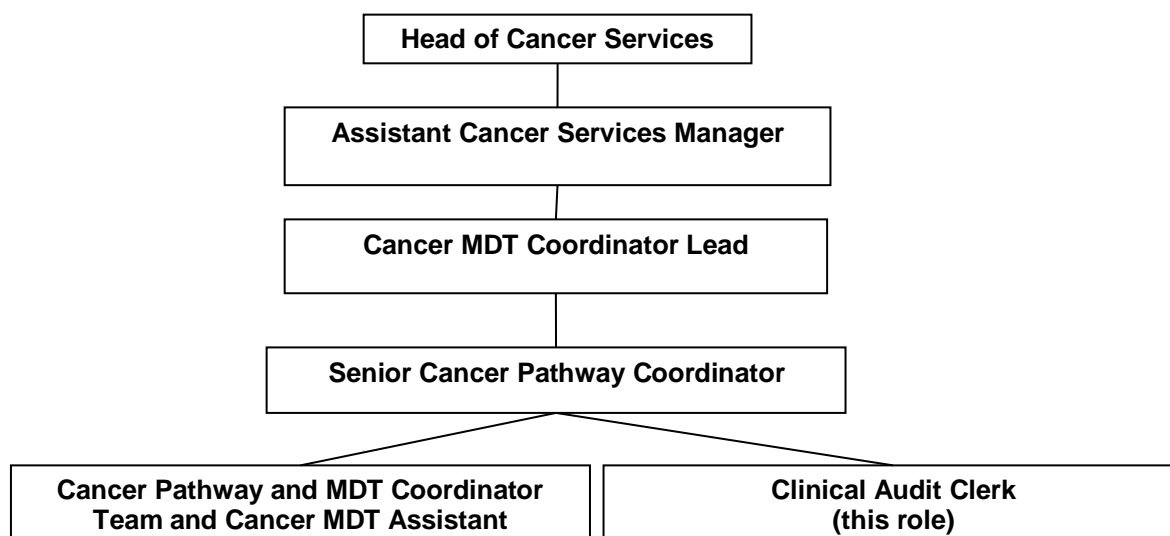 Head of Cancer Services
Assistant Cancer Services Manager
Cancer MDT Coordinator Lead
Senior Cancer Pathway Coordinator
Cancer Pathway and MDT Coordinator
Team and Cancer MDT Assistant
Clinical Audit Clerk
(this role)